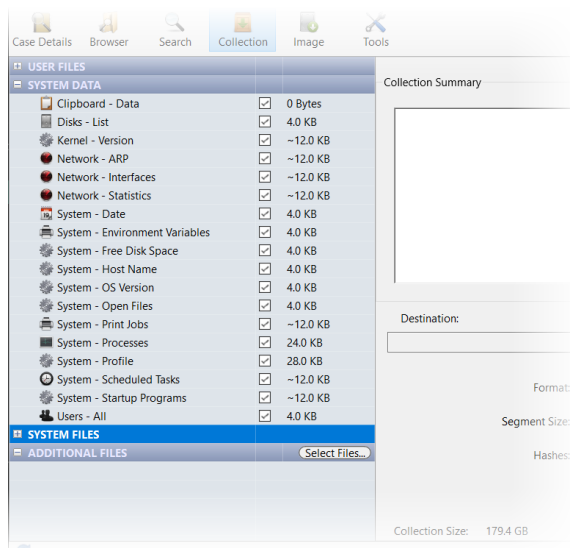 Case Details Browser Search Collection Image Tools
USER FILES
SYSTEM DATA
Clipboard - Data 0 Bytes
Disks - List 4.0 KB
Kernel - Version ~12.0 KB
Network - ARP ~12.0 KB
Network - Interfaces ~12.0 KB
Network - Statistics ~12.0 KB
System - Date 4.0 KB
System - Environment Variables 4.0 KB
System - Free Disk Space 4.0 KB
System - Host Name 4.0 KB
System - OS Version 4.0 KB
System - Open Files 4.0 KB
System - Print Jobs ~12.0 KB
System - Processes 24.0 KB
System - Profile 28.0 KB
System - Scheduled Tasks ~12.0 KB
System - Startup Programs ~12.0 KB
Users - All 4.0 KB
SYSTEM FILES
ADDITIONAL FILES Select Files...
Collection Summary
Destination:
Format:
Segment Size:
Hashes:
Collection Size: 179.4 GB